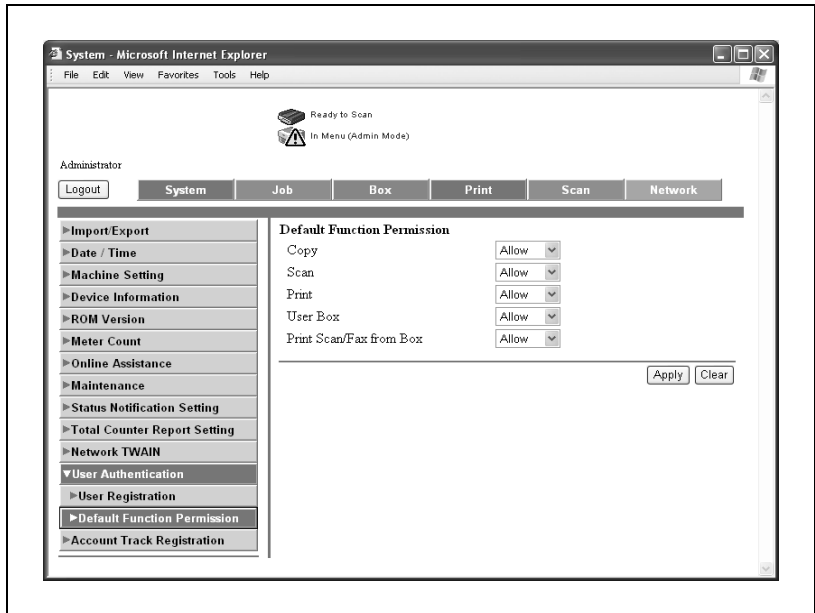 System - Microsoft Internet Explorer
File Edit View Favorites Tools Help
Ready to Scan
In Menu (Admin Mode)
Administrator
Logout System Job Box Print Scan Network
Import/Export
Date / Time
Machine Setting
Device Information
ROM Version
Meter Count
Online Assistance
Maintenance
Status Notification Setting
Total Counter Report Setting
Network TWAIN
User Authentication
User Registration
Default Function Permission
Account Track Registration
Default Function Permission
Copy Allow
Scan Allow
Print Allow
User Box Allow
Print Scan/Fax from Box Allow
Apply Clear